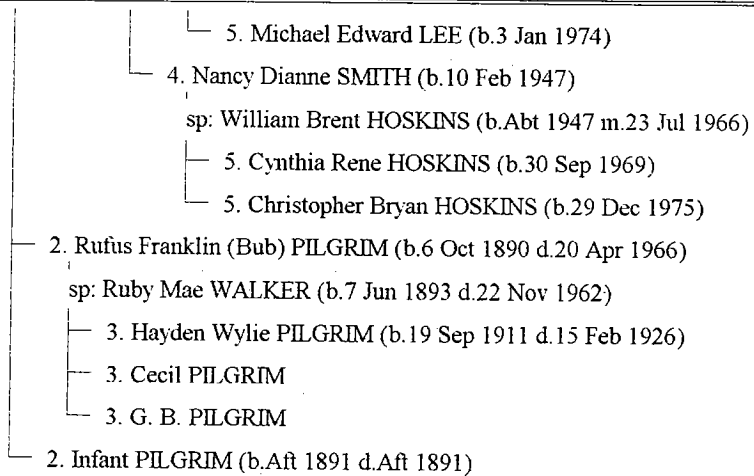 5. Michael Edward LEE (b.3 Jan 1974)
4. Nancy Dianne SMITH (b.10 Feb 1947)
sp: William Brent HOSKINS (b.Abt 1947 m.23 Jul 1966)
5. Cynthia Rene HOSKINS (b.30 Sep 1969)
5. Christopher Bryan HOSKINS (b.29 Dec 1975)
2. Rufus Franklin (Bub) PILGRIM (b.6 Oct 1890 d.20 Apr 1966)
sp: Ruby Mae WALKER (b.7 Jun 1893 d.22 Nov 1962)
3. Hayden Wylie PILGRIM (b.19 Sep 1911 d.15 Feb 1926)
3. Cecil PILGRIM
3. G. B. PILGRIM
2. Infant PILGRIM (b.Aft 1891 d.Aft 1891)